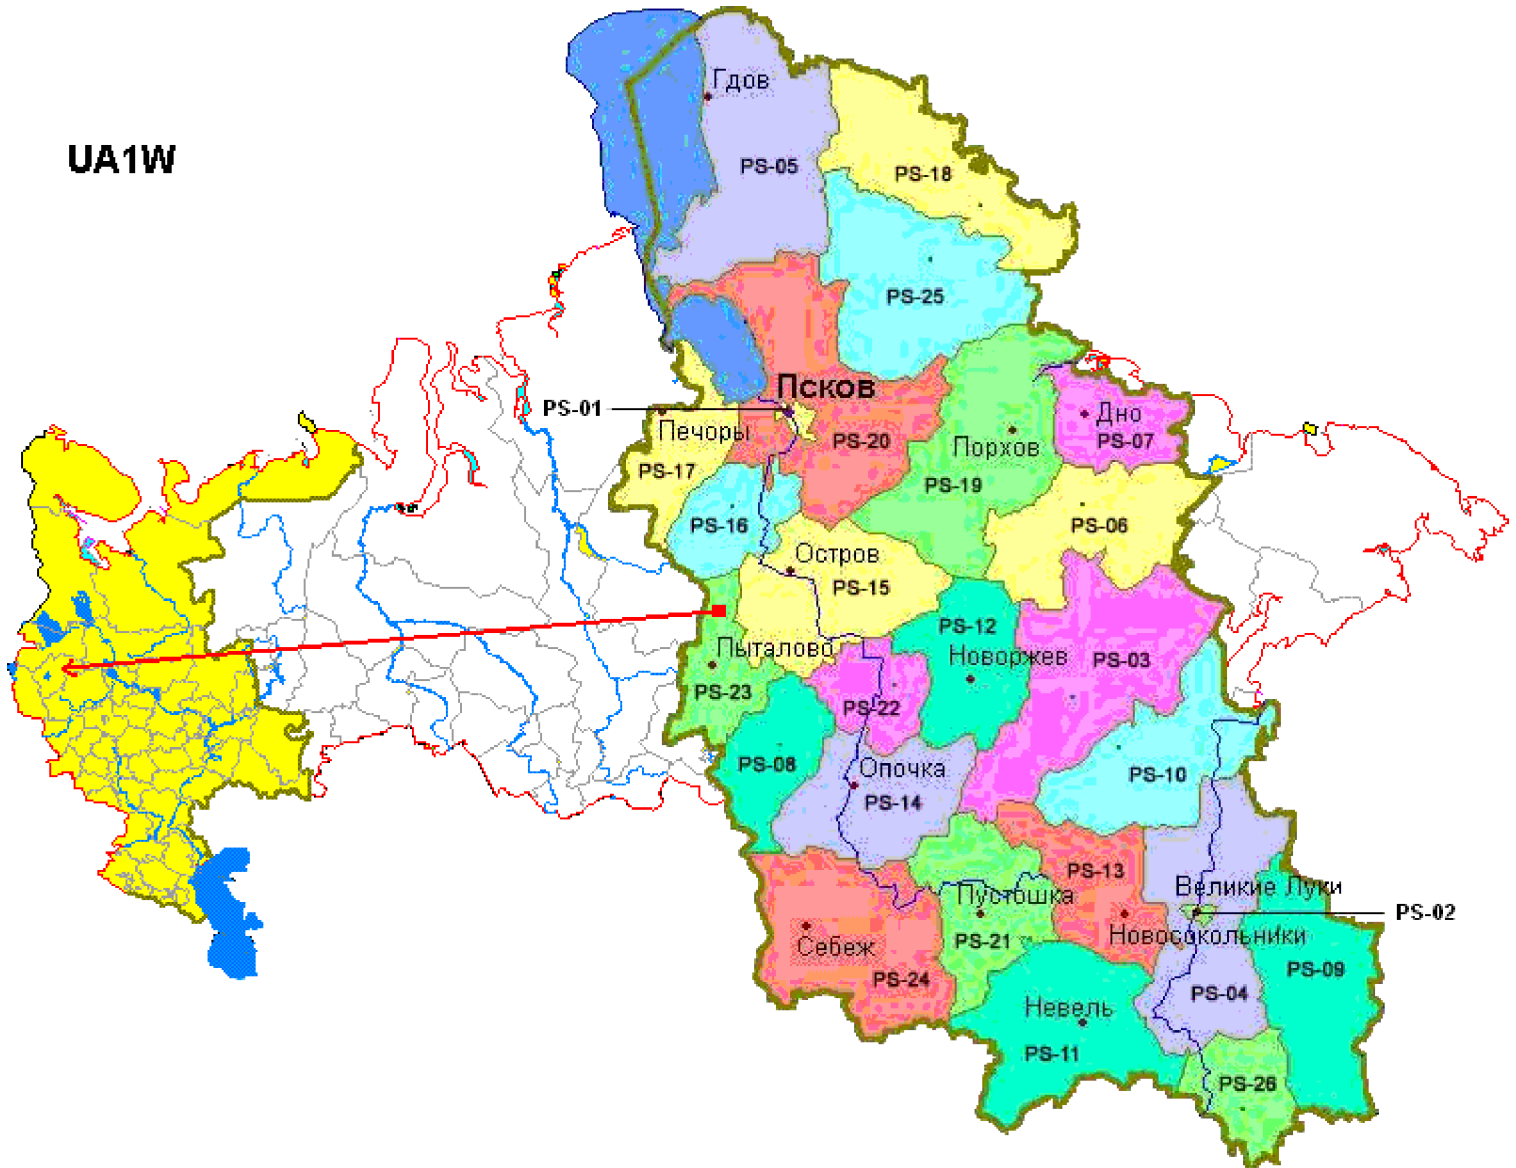 Гдов
UA1W
PS-05
PS-18
PS-25
Псков
PS-01
Дно
Печоры
PS-20
PS-07
Порхов
PS-17
PS-19
PS-16
PS-06
Остров
PS-15
PS-12
Пыталово
Новоржев
PS-03
PS-23
PS-22
PS-08
Опочка
PS-10
PS-14
PS-13
Великие Луки
Пустошка
PS-02
Себеж
PS-21
Новосокольники
PS-09
PS-24
PS-04
Невель
PS-11
PS-26